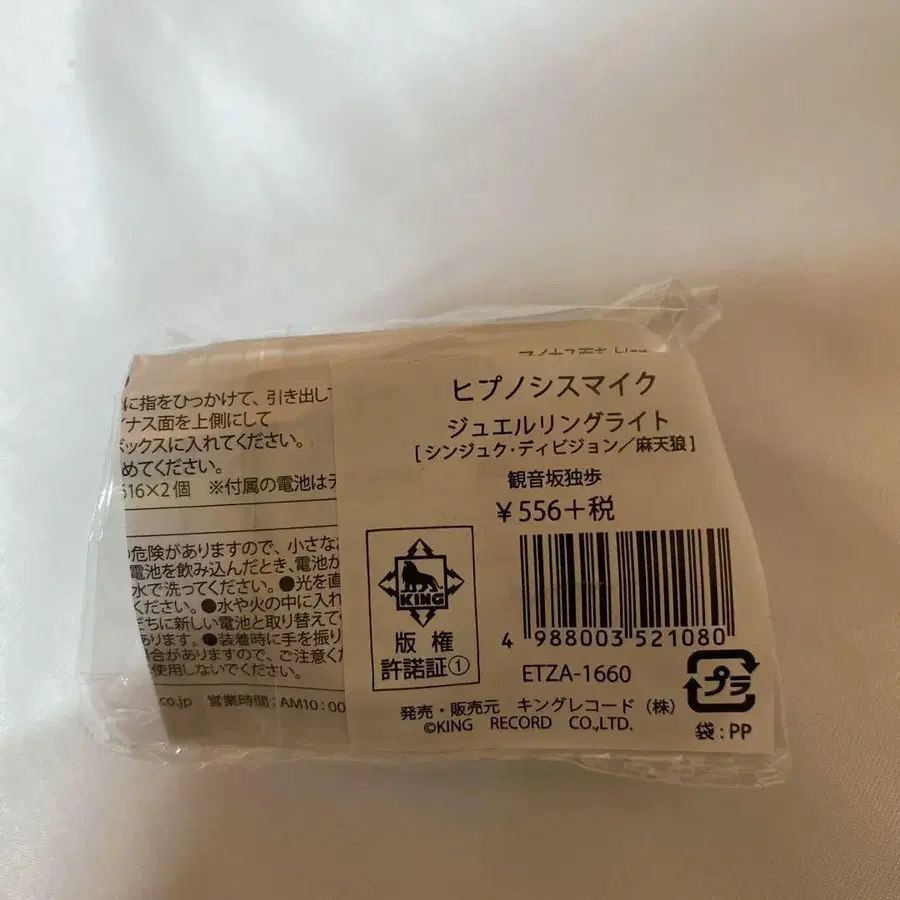 に指をひっかけて、引き出して
イナス面を上側にして
ボックスに入れてください。
めてください。
616×2個 ※付属の電池はテ
の危険がありますので、小さなお
電池を飲み込んだとき、電池が
水で洗ってください。●光を直
ください。●水や火の中に入れ
だちに新しい電池と取り替えて
あります。●装着時に手を振り
合がありますので、ご注意くだ
使用しないでください。
co.jp 営業時間：AM10：00
ヒプノシスマイク
ジュエルリングライト
[シンジュク・ディビジョン／麻天狼]
観音坂独歩
¥556+税
KING
版権
許諾証①
4 988003 521080
ETZA-1660
プラ
袋：PP
発売・販売元 キングレコード（株）
©KING RECORD CO.,LTD.